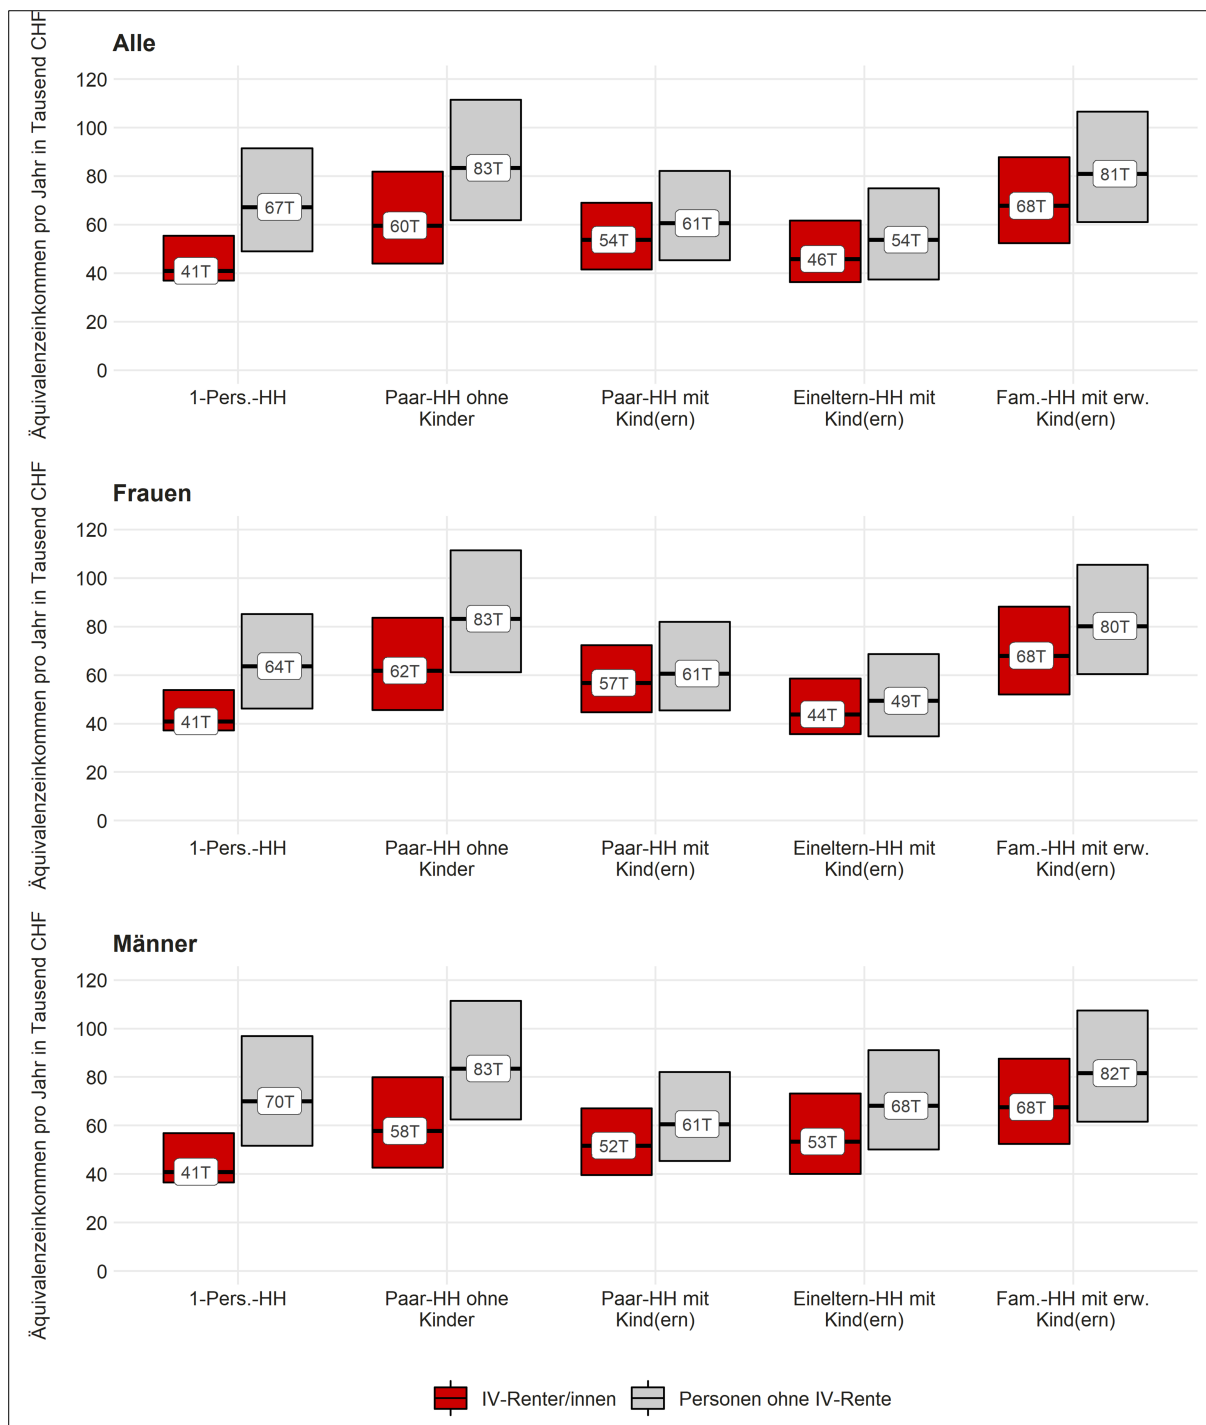 Alle
Äquivalenzeinkommen pro Jahr in Tausend CHF
120
100
80
60
40
20
0
41T
67T
60T
83T
54T
61T
46T
54T
68T
81T
1-Pers.-HH
Paar-HH ohne
Kinder
Paar-HH mit
Kind(ern)
Eineltern-HH mit
Kind(ern)
Fam.-HH mit erw.
Kind(ern)
Frauen
Äquivalenzeinkommen pro Jahr in Tausend CHF
120
100
80
60
40
20
0
41T
64T
62T
83T
57T
61T
44T
49T
68T
80T
1-Pers.-HH
Paar-HH ohne
Kinder
Paar-HH mit
Kind(ern)
Eineltern-HH mit
Kind(ern)
Fam.-HH mit erw.
Kind(ern)
Männer
Äquivalenzeinkommen pro Jahr in Tausend CHF
120
100
80
60
40
20
0
41T
70T
58T
83T
52T
61T
53T
68T
68T
82T
1-Pers.-HH
Paar-HH ohne
Kinder
Paar-HH mit
Kind(ern)
Eineltern-HH mit
Kind(ern)
Fam.-HH mit erw.
Kind(ern)
IV-Renter/innen
Personen ohne IV-Rente